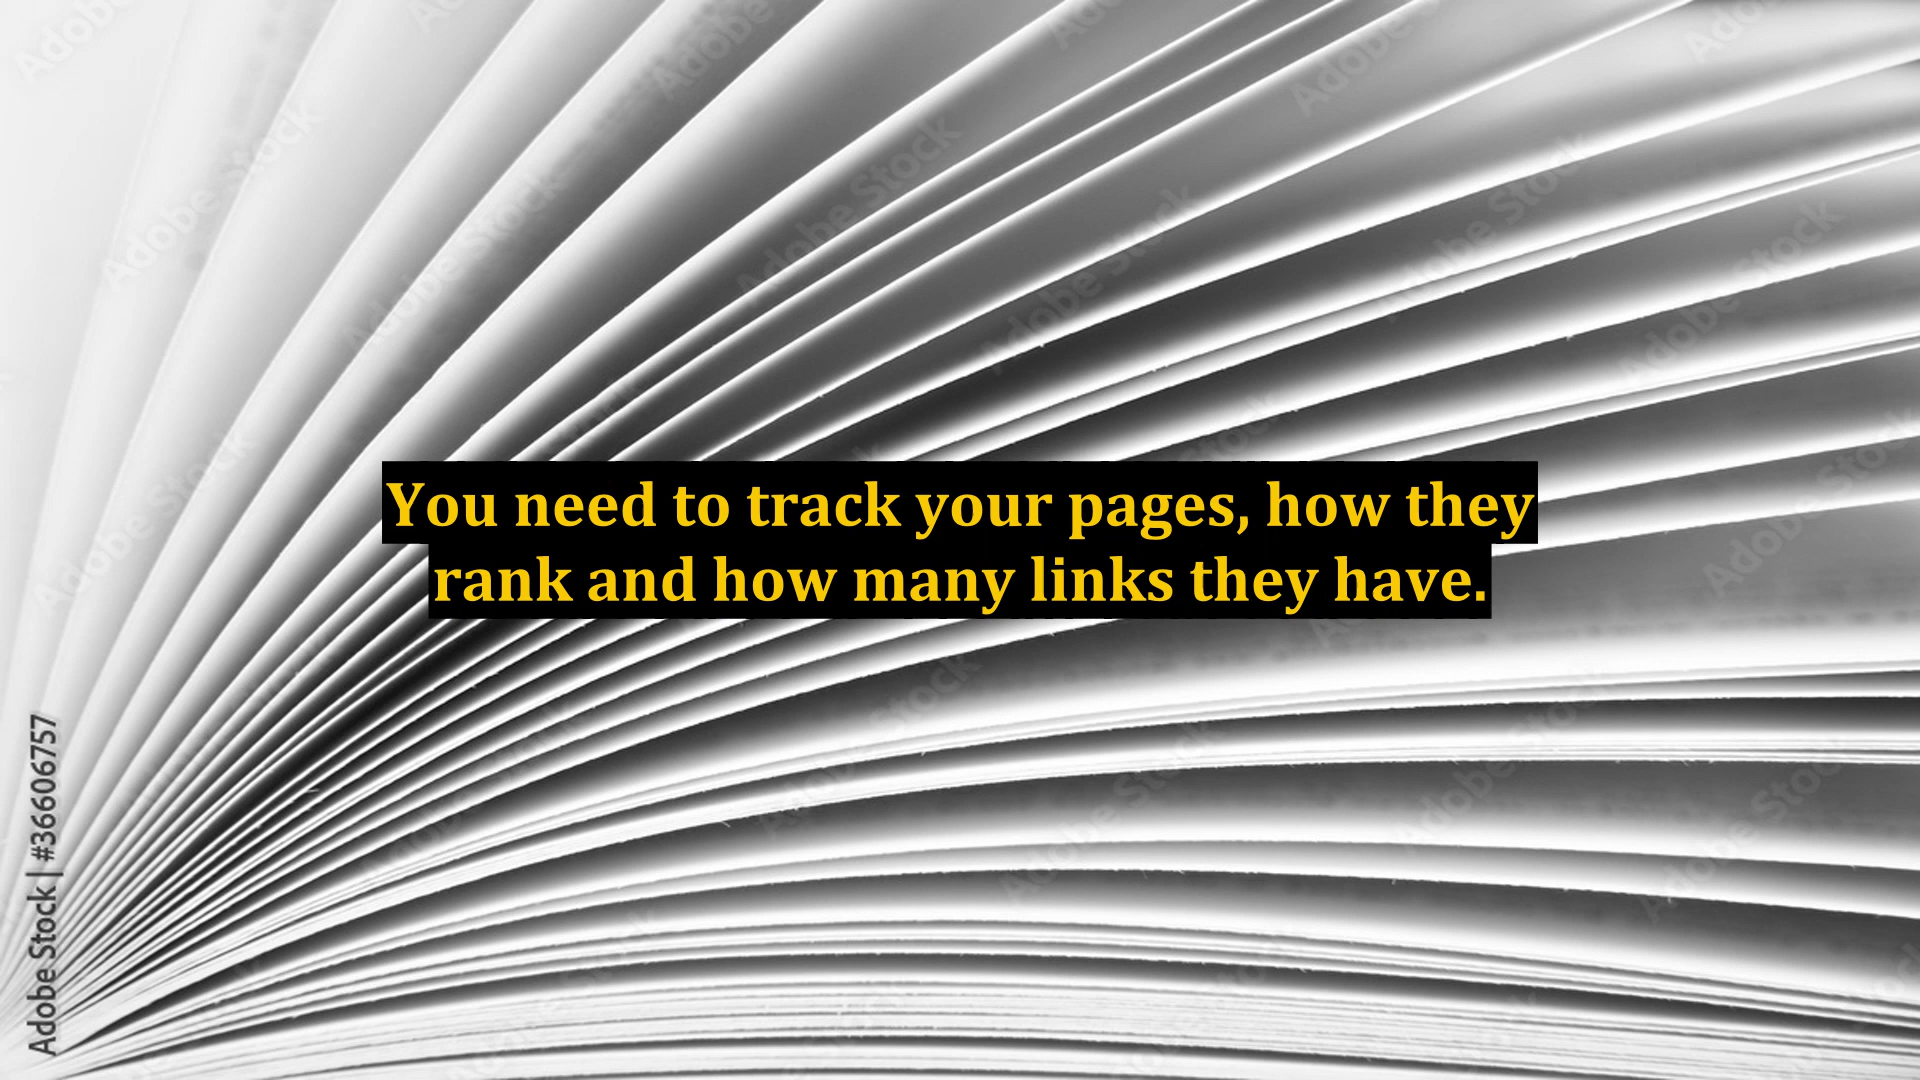 You need to track your pages, how they
rank and how many links they have.
Adobe Stock | #36606757